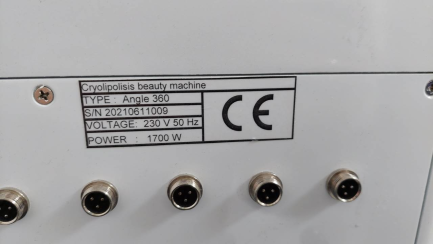 Cryolipolisis beauty machine
TYPE : Angle 360
S/N 20210611009
VOLTAGE: 230 V 50 Hz
POWER : 1700 W
CE